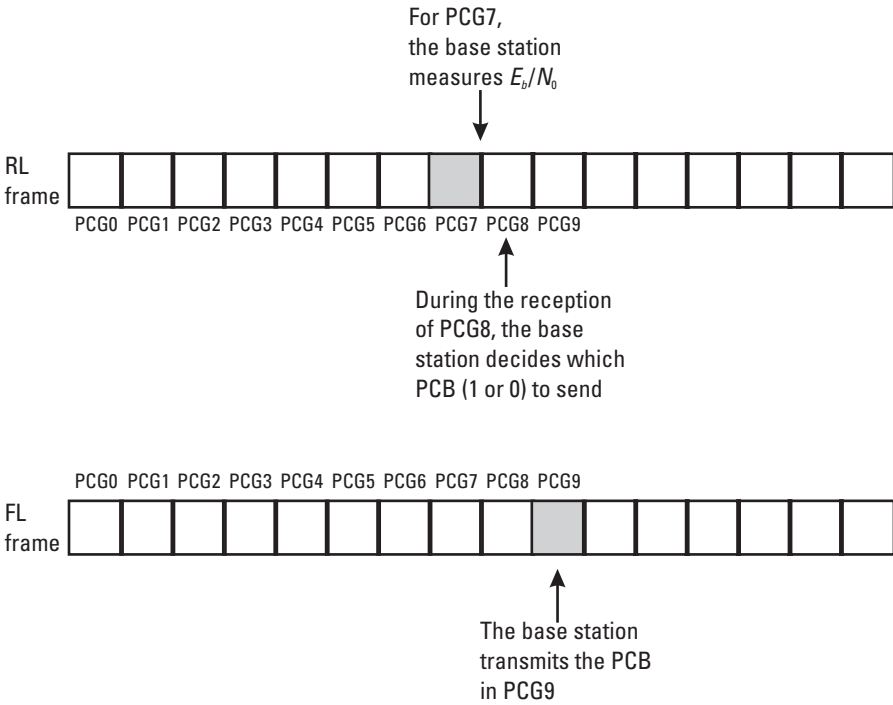 For PCG7,
the base station
measures E_b/N_0
RL
frame
PCG0 PCG1 PCG2 PCG3 PCG4 PCG5 PCG6 PCG7 PCG8 PCG9
During the reception
of PCG8, the base
station decides which
PCB (1 or 0) to send
PCG0 PCG1 PCG2 PCG3 PCG4 PCG5 PCG6 PCG7 PCG8 PCG9
FL
frame
The base station
transmits the PCB
in PCG9